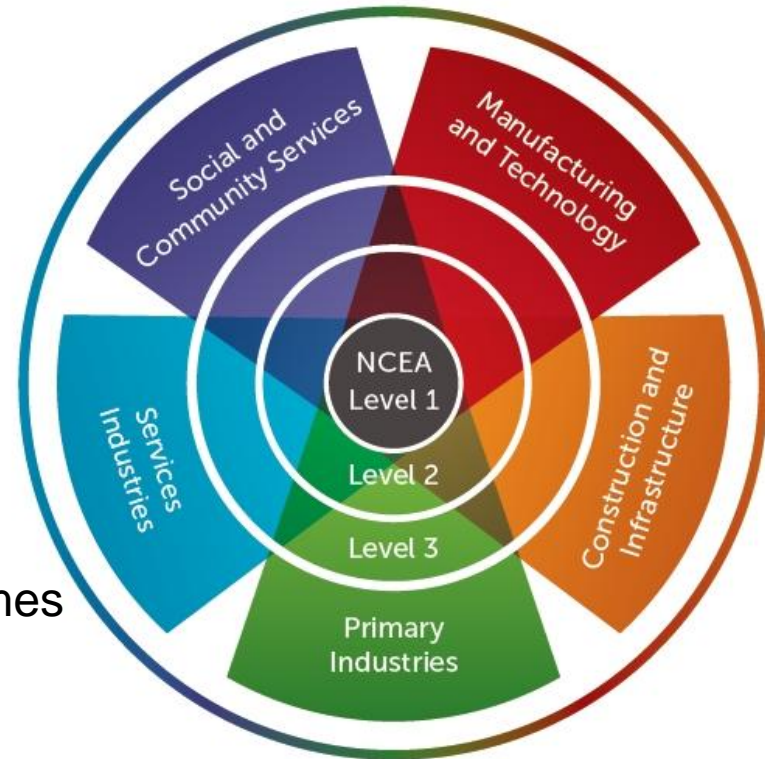 Social and
Community Services
Manufacturing
and Technology
NCEA
Level 1
Services
Industries
Level 2
Construction and
Infrastructure
Level 3
Primary
Industries